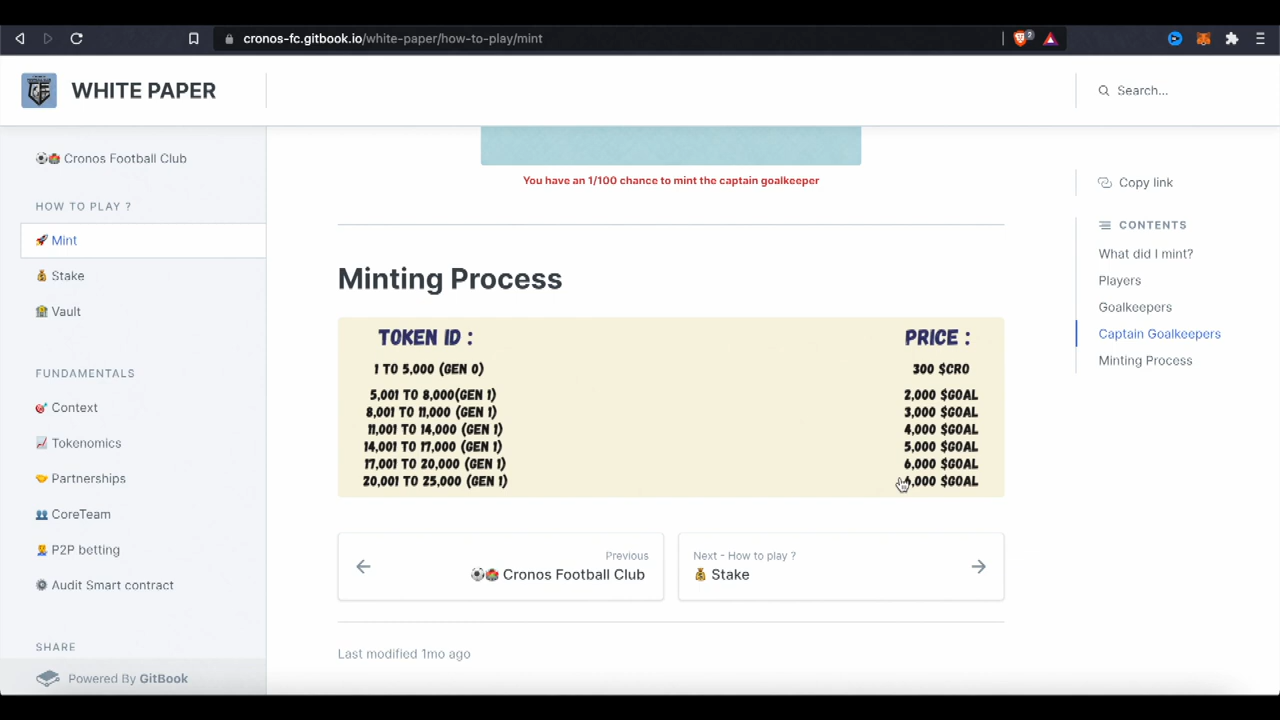 cronos-fc.gitbook.io/white-paper/how-to-play/mint
2
WHITE PAPER
Search...
Cronos Football Club
HOW TO PLAY ?
Mint
Stake
Vault
FUNDAMENTALS
Context
Tokenomics
Partnerships
CoreTeam
P2P betting
Audit Smart contract
SHARE
Powered By GitBook
You have an 1/100 chance to mint the captain goalkeeper
Minting Process
TOKEN ID : PRICE :
1 TO 5,000 (GEN 0) 300 $CRO
5,001 TO 8,000(GEN 1) 2,000 $GOAL
8,001 TO 11,000 (GEN 1) 3,000 $GOAL
11,001 TO 14,000 (GEN 1) 4,000 $GOAL
14,001 TO 17,000 (GEN 1) 5,000 $GOAL
17,001 TO 20,000 (GEN 1) 6,000 $GOAL
20,001 TO 25,000 (GEN 1) $GOAL
Previous
Cronos Football Club
Next - How to play ?
Stake
Last modified 1mo ago
Copy link
CONTENTS
What did I mint?
Players
Goalkeepers
Captain Goalkeepers
Minting Process